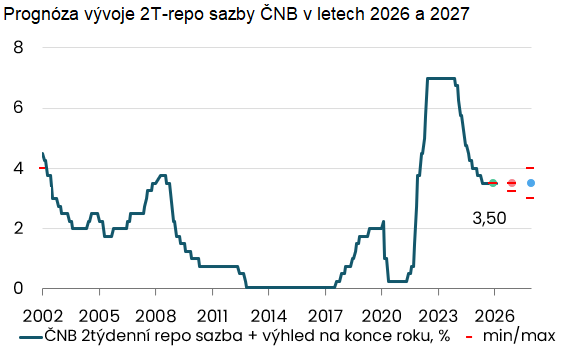 Prognóza vývoje 2T-repo sazby ČNB v letech 2026 a 2027
8
6
4
2
0
3,50
2002 2005 2008 2011 2014 2017 2020 2023 2026
ČNB 2týdenní repo sazba + výhled na konce roku, % min/max